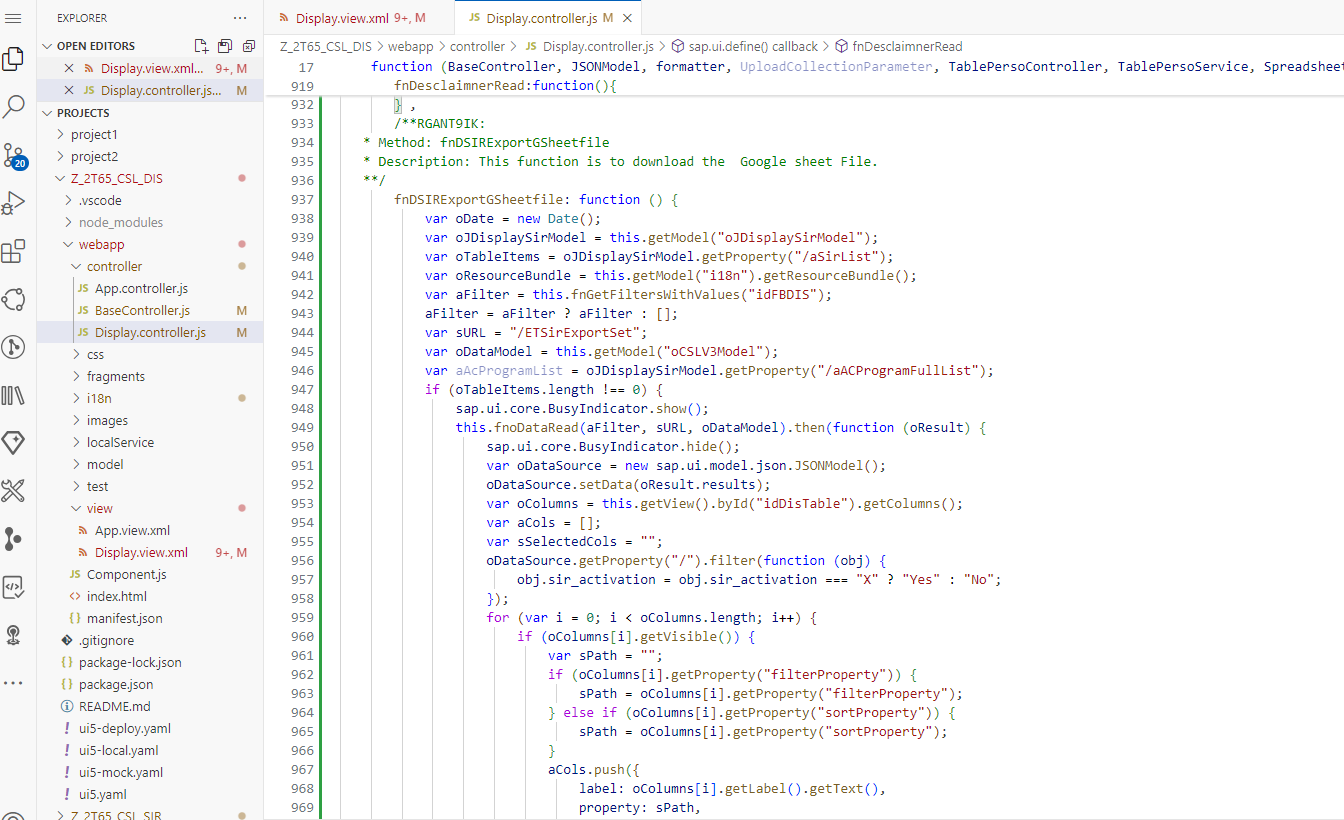 EXPLORER
OPEN EDITORS
Display.view.xml... 9+, M
JS Display.controller.js... M
PROJECTS
project1
project2
Z_2T65_CSL_DIS
.vscode
node_modules
webapp
controller
JS App.controller.js
JS BaseController.js M
JS Display.controller.js M
css
fragments
i18n
images
localService
model
test
view
App.view.xml
Display.view.xml 9+, M
JS Component.js
<> index.html
{} manifest.json
.gitignore
{} package-lock.json
{} package.json
README.md
! ui5-deploy.yaml
! ui5-local.yaml
! ui5-mock.yaml
! ui5.yaml
Z_2T65_CSL_SIR
20
Display.view.xml 9+, M
JS Display.controller.js M
Z_2T65_CSL_DIS > webapp > controller > JS Display.controller.js > sap.ui.define() callback > fnDesclaimnerRead
17 function (BaseController, JSONModel, formatter, UploadCollectionParameter, TablePersoController, TablePersoService, Spreadsheet
919 fnDesclaimnerRead:function(){
932 } ,
933 /**RGANT9IK:
934 * Method: fnDSIRExportGSheetfile
935 * Description: This function is to download the  Google sheet File.
936 **/
937 fnDSIRExportGSheetfile: function () {
938 var oDate = new Date();
939 var oJDisplaySirModel = this.getModel("oJDisplaySirModel");
940 var oTableItems = oJDisplaySirModel.getProperty("/aSirList");
941 var oResourceBundle = this.getModel("i18n").getResourceBundle();
942 var aFilter = this.fnGetFiltersWithValues("idFBDIS");
943 aFilter = aFilter ? aFilter : [];
944 var sURL = "/ETSirExportSet";
945 var oDataModel = this.getModel("oCSLV3Model");
946 var aAcProgramList = oJDisplaySirModel.getProperty("/aACProgramFullList");
947 if (oTableItems.length !== 0) {
948 sap.ui.core.BusyIndicator.show();
949 this.fnoDataRead(aFilter, sURL, oDataModel).then(function (oResult) {
950 sap.ui.core.BusyIndicator.hide();
951 var oDataSource = new sap.ui.model.json.JSONModel();
952 oDataSource.setData(oResult.results);
953 var oColumns = this.getView().byId("idDisTable").getColumns();
954 var aCols = [];
955 var sSelectedCols = "";
956 oDataSource.getProperty("/").filter(function (obj) {
957 obj.sir_activation = obj.sir_activation === "X" ? "Yes" : "No";
958 });
959 for (var i = 0; i < oColumns.length; i++) {
960 if (oColumns[i].getVisible()) {
961 var sPath = "";
962 if (oColumns[i].getProperty("filterProperty")) {
963 sPath = oColumns[i].getProperty("filterProperty");
964 } else if (oColumns[i].getProperty("sortProperty")) {
965 sPath = oColumns[i].getProperty("sortProperty");
966 }
967 aCols.push({
968 label: oColumns[i].getLabel().getText(),
969 property: sPath,